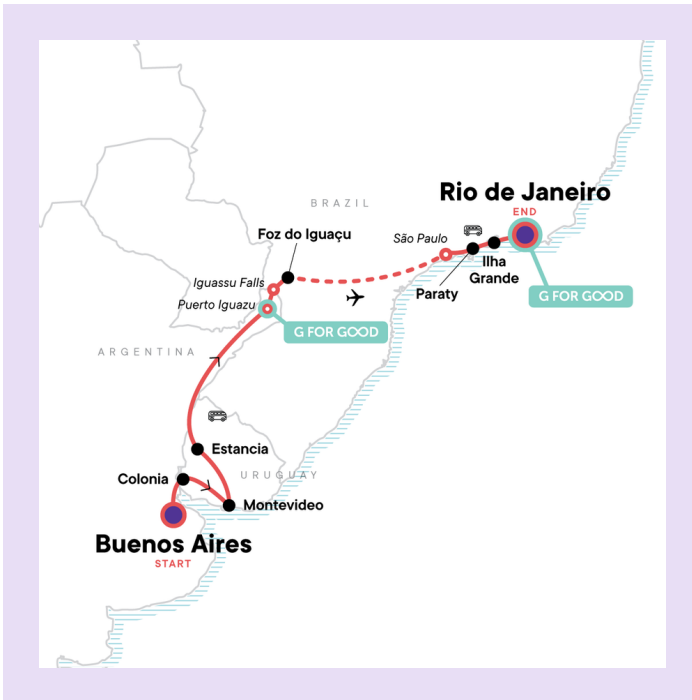 Rio de Janeiro
END
BRAZIL
Foz do Iguaçu
São Paulo
Ilha
Grande
Iguassu Falls
Paraty
G FOR GOOD
Puerto Iguazu
G FOR GOOD
ARGENTINA
Estancia
Colonia
URUGUAY
Montevideo
Buenos Aires
START